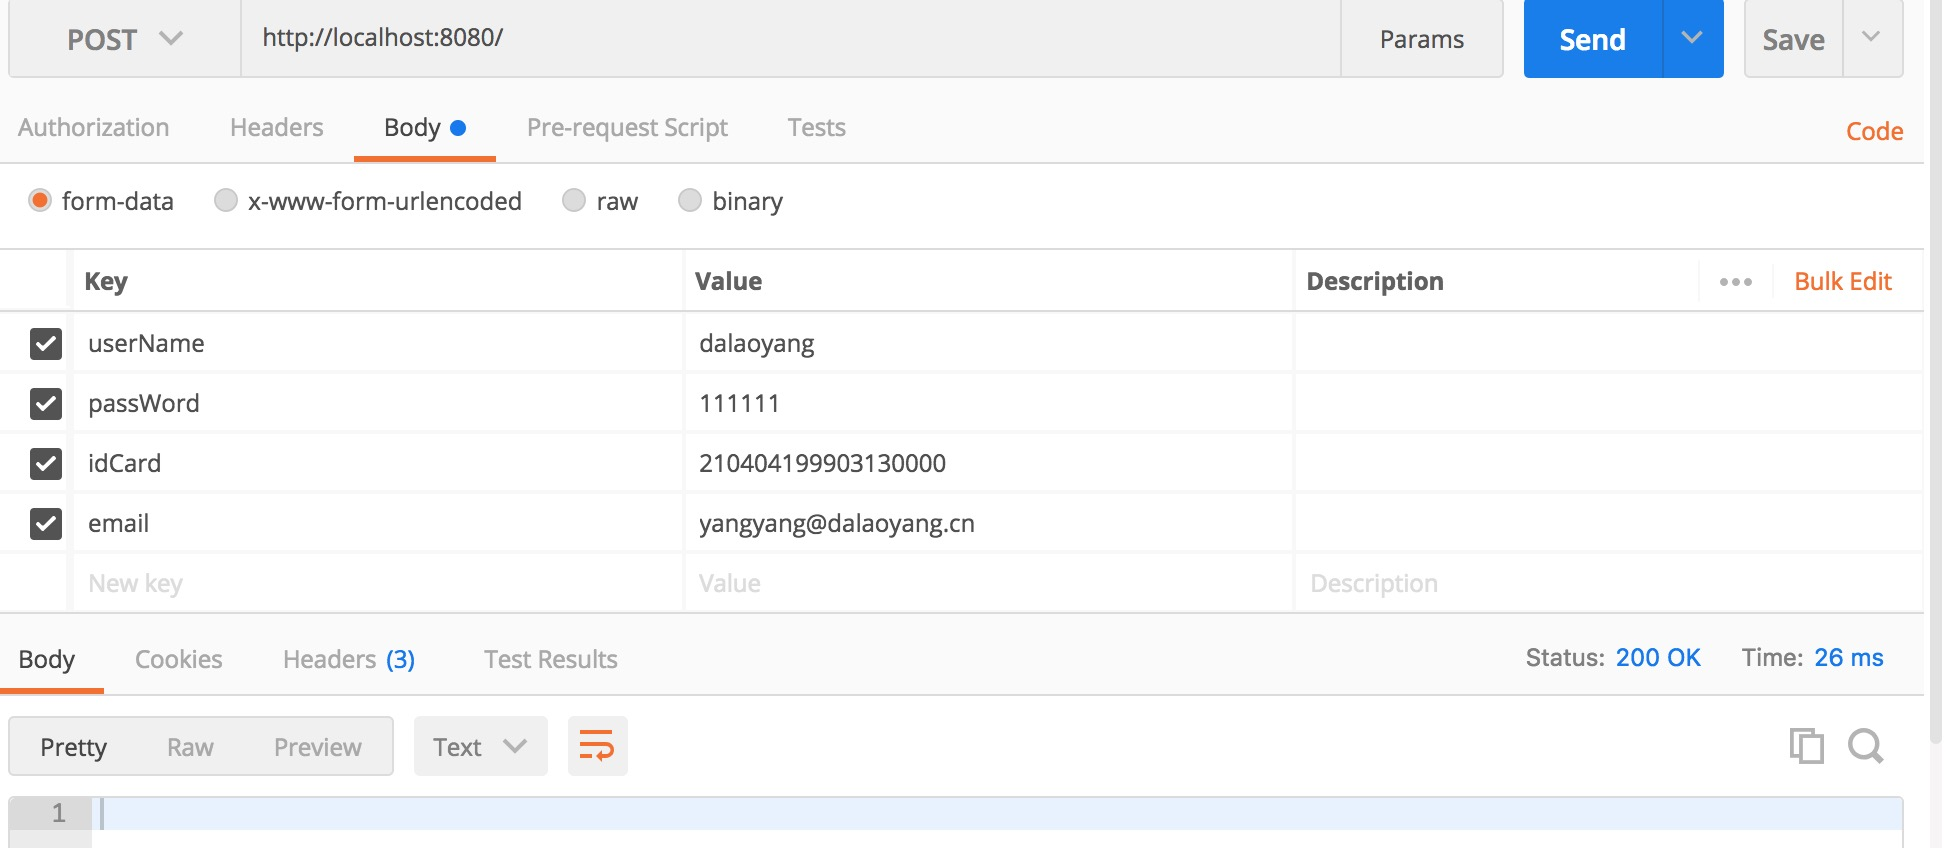 POST http://localhost:8080/ Params Send Save
Authorization Headers Body Pre-request Script Tests Code
form-data x-www-form-urlencoded raw binary
Key Value Description Bulk Edit
userName dalaoyang
passWord 111111
idCard 210404199903130000
email yangyang@dalaoyang.cn
New key Value Description
Body Cookies Headers (3) Test Results Status: 200 OK Time: 26 ms
Pretty Raw Preview Text
1